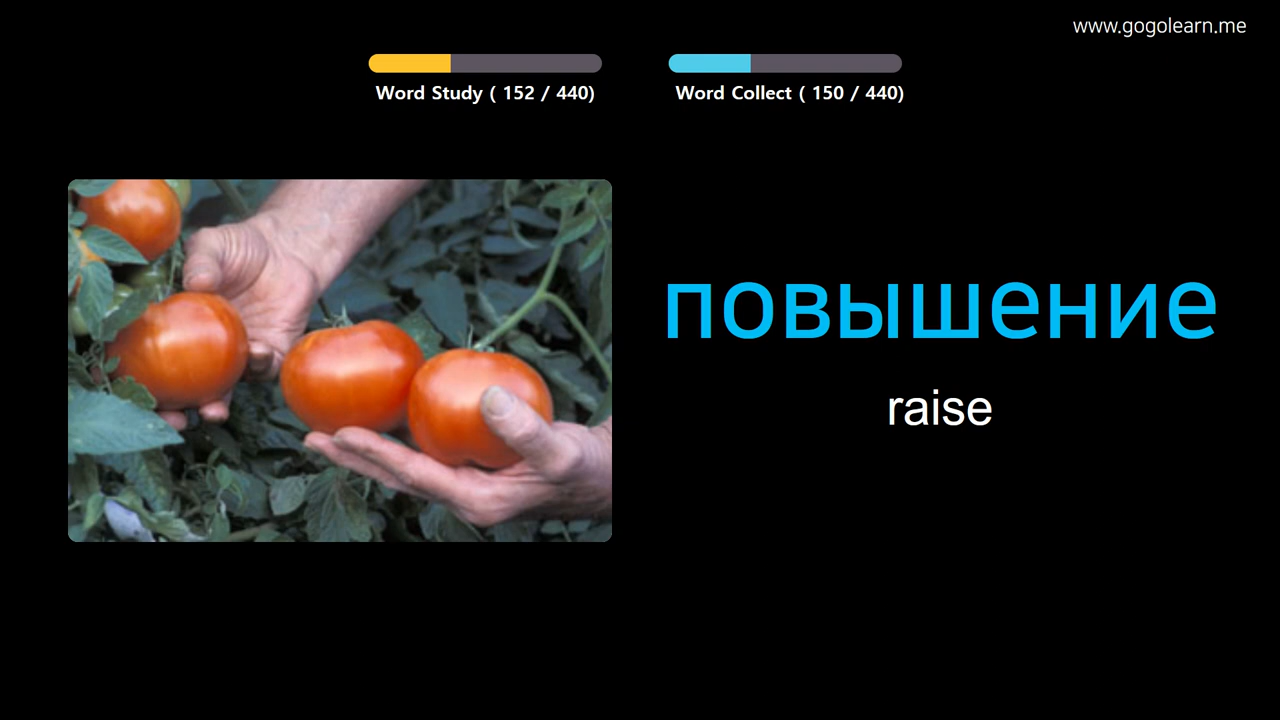 www.gogolearn.me
Word Study ( 152 / 440)
Word Collect ( 150 / 440)
повышение
raise